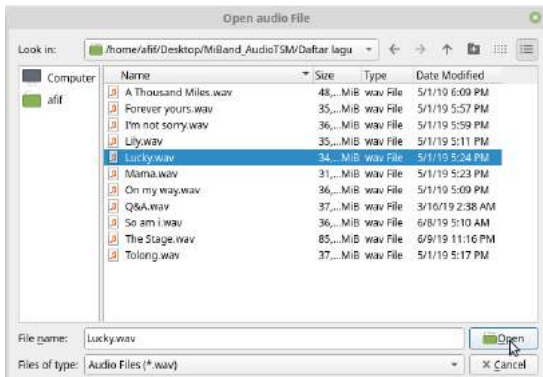 Open audio File
Look in: /home/afif/Desktop/MiBand_AudioTSM/Daftar lagu
Computer
afif
Name Size Type Date Modified
A Thousand Miles.wav 48,...MiB wav File 5/1/19 6:09 PM
Forever yours.wav 35,...MiB wav File 5/1/19 5:57 PM
I'm not sorry.wav 36,...MiB wav File 5/1/19 5:59 PM
Lily.wav 35,...MiB wav File 5/1/19 5:11 PM
Lucky.wav 34,...MiB wav File 5/1/19 5:24 PM
Mama.wav 31,...MiB wav File 5/1/19 5:23 PM
On my way.wav 36,...MiB wav File 5/1/19 5:09 PM
Q&A.wav 37,...MiB wav File 3/16/19 2:38 AM
So am i.wav 36,...MiB wav File 6/8/19 5:10 AM
The Stage.wav 85,...MiB wav File 6/9/19 11:16 PM
Tolong.wav 37,...MiB wav File 5/1/19 5:17 PM
File name: Lucky.wav Open
Files of type: Audio Files (*.wav) Cancel